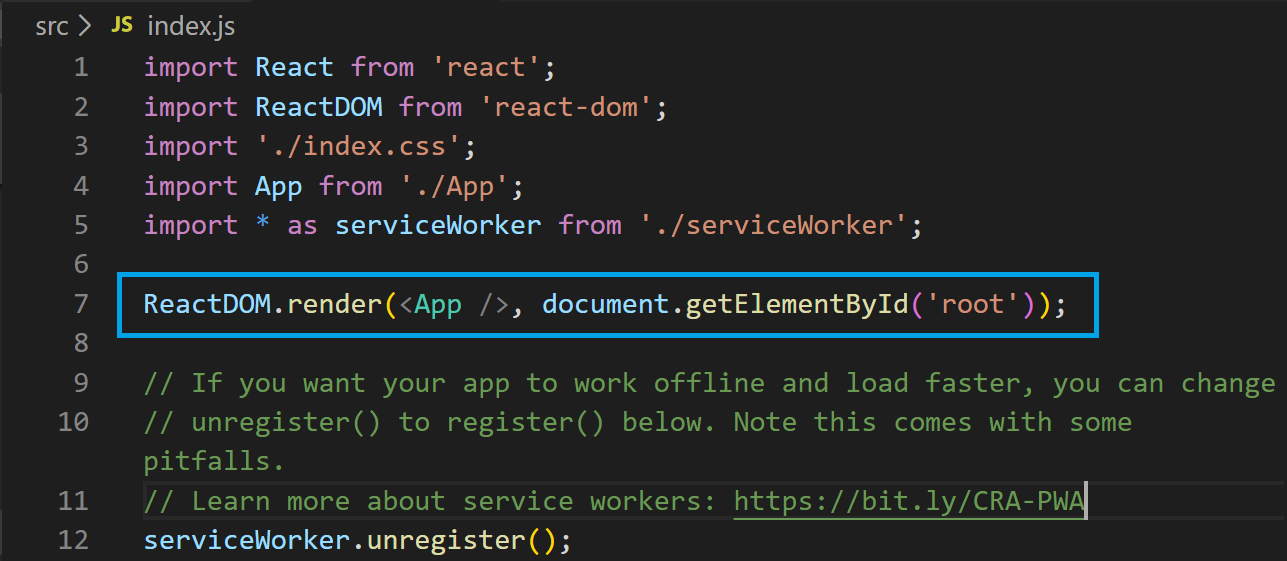 src > JS index.js
1 import React from 'react';
2 import ReactDOM from 'react-dom';
3 import './index.css';
4 import App from './App';
5 import * as serviceWorker from './serviceWorker';
6
7 ReactDOM.render(<App />, document.getElementById('root'));
8
9 // If you want your app to work offline and load faster, you can change
10 // unregister() to register() below. Note this comes with some
pitfalls.
11 // Learn more about service workers: https://bit.ly/CRA-PWA
12 serviceWorker.unregister();